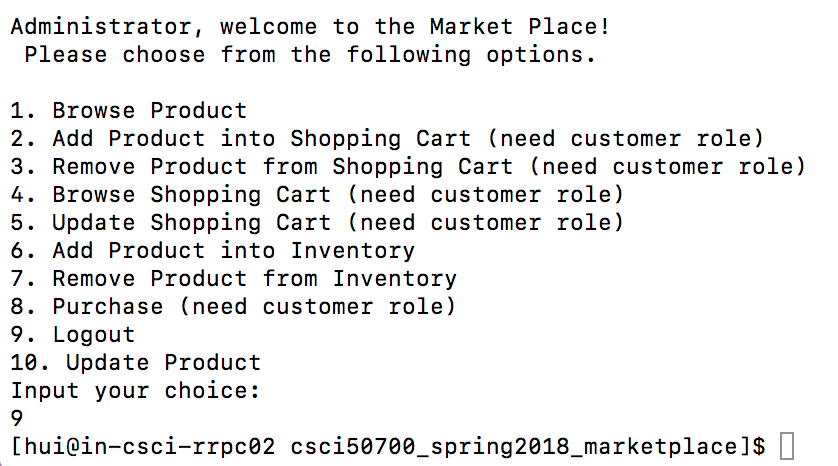 Administrator, welcome to the Market Place!
Please choose from the following options.
1. Browse Product
2. Add Product into Shopping Cart (need customer role)
3. Remove Product from Shopping Cart (need customer role)
4. Browse Shopping Cart (need customer role)
5. Update Shopping Cart (need customer role)
6. Add Product into Inventory
7. Remove Product from Inventory
8. Purchase (need customer role)
9. Logout
10. Update Product
Input your choice:
9
[hui@in-csci-rrpc02 csci50700_spring2018_marketplace]$